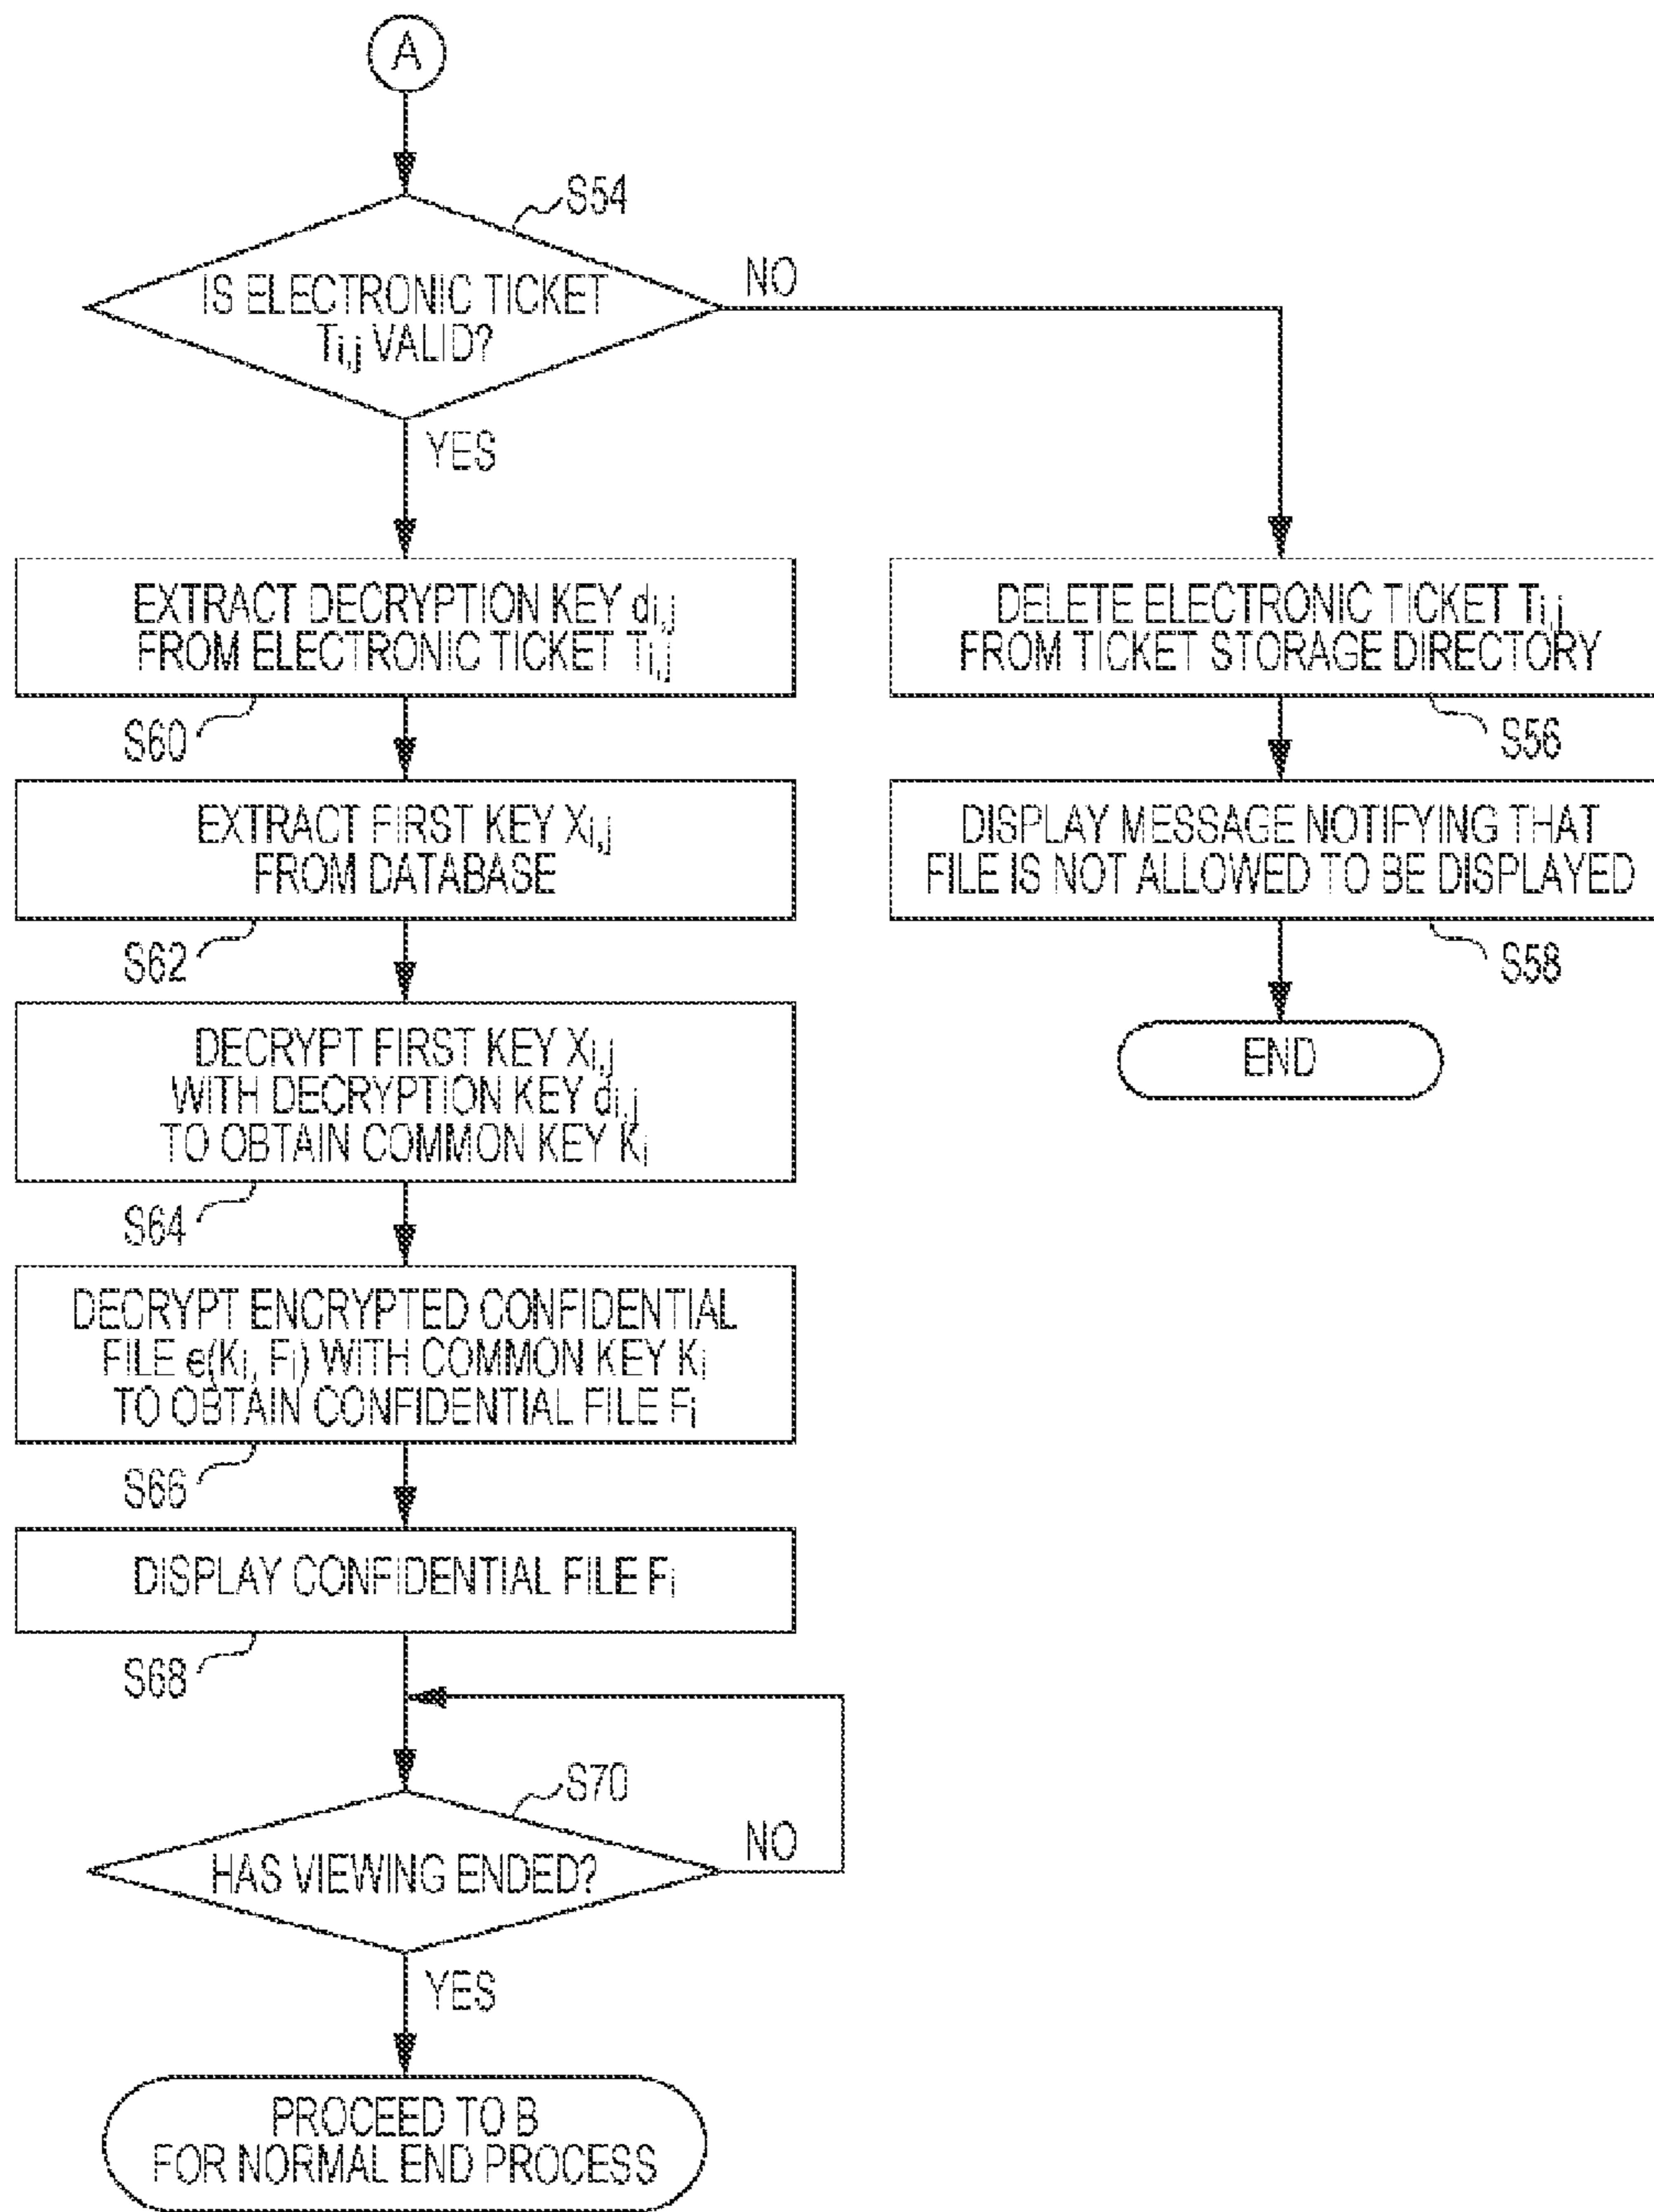 A
S54
IS ELECTRONIC TICKET
Ti,j VALID?
NO
YES
EXTRACT DECRYPTION KEY di,j
FROM ELECTRONIC TICKET Ti,j
S60
EXTRACT FIRST KEY Xi,j
FROM DATABASE
S62
DECRYPT FIRST KEY Xi,j
WITH DECRYPTION KEY di,j
TO OBTAIN COMMON KEY Ki
S64
DECRYPT ENCRYPTED CONFIDENTIAL
FILE e(Ki, Fi) WITH COMMON KEY Ki
TO OBTAIN CONFIDENTIAL FILE Fi
S66
DISPLAY CONFIDENTIAL FILE Fi
S68
S70
HAS VIEWING ENDED?
NO
YES
PROCEED TO B
FOR NORMAL END PROCESS
DELETE ELECTRONIC TICKET Ti,j
FROM TICKET STORAGE DIRECTORY
S56
DISPLAY MESSAGE NOTIFYING THAT
FILE IS NOT ALLOWED TO BE DISPLAYED
S58
END